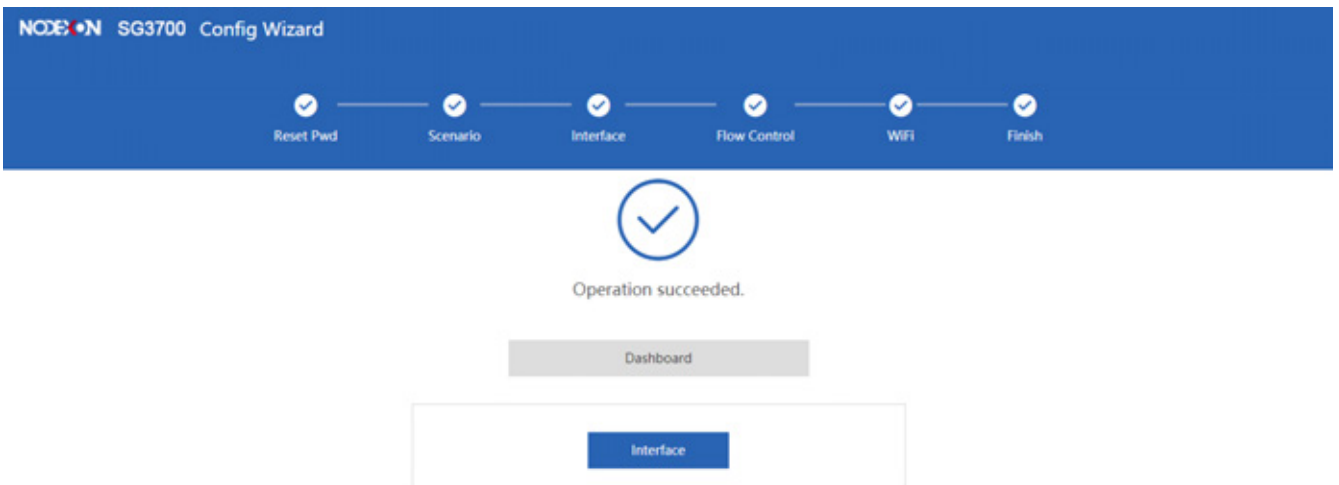 NODEXON SG3700 Config Wizard
Reset Pwd Scenario Interface Flow Control WiFi Finish
Operation succeeded.
Dashboard
Interface